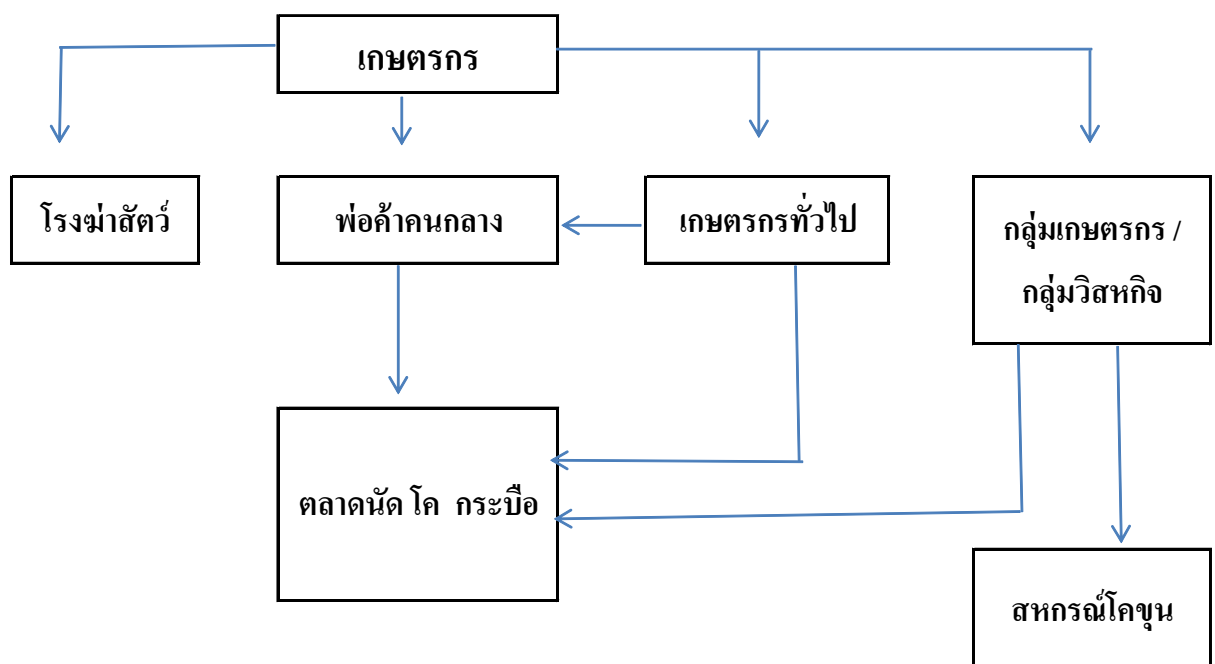 เกษตรกร
โรงฆ่าสัตว์
พ่อค้าคนกลาง
เกษตรกรทั่วไป
กลุ่มเกษตรกร /
กลุ่มวิสหกิจ
ตลาดนัด โค กระบือ
สหกรณ์โคขุน